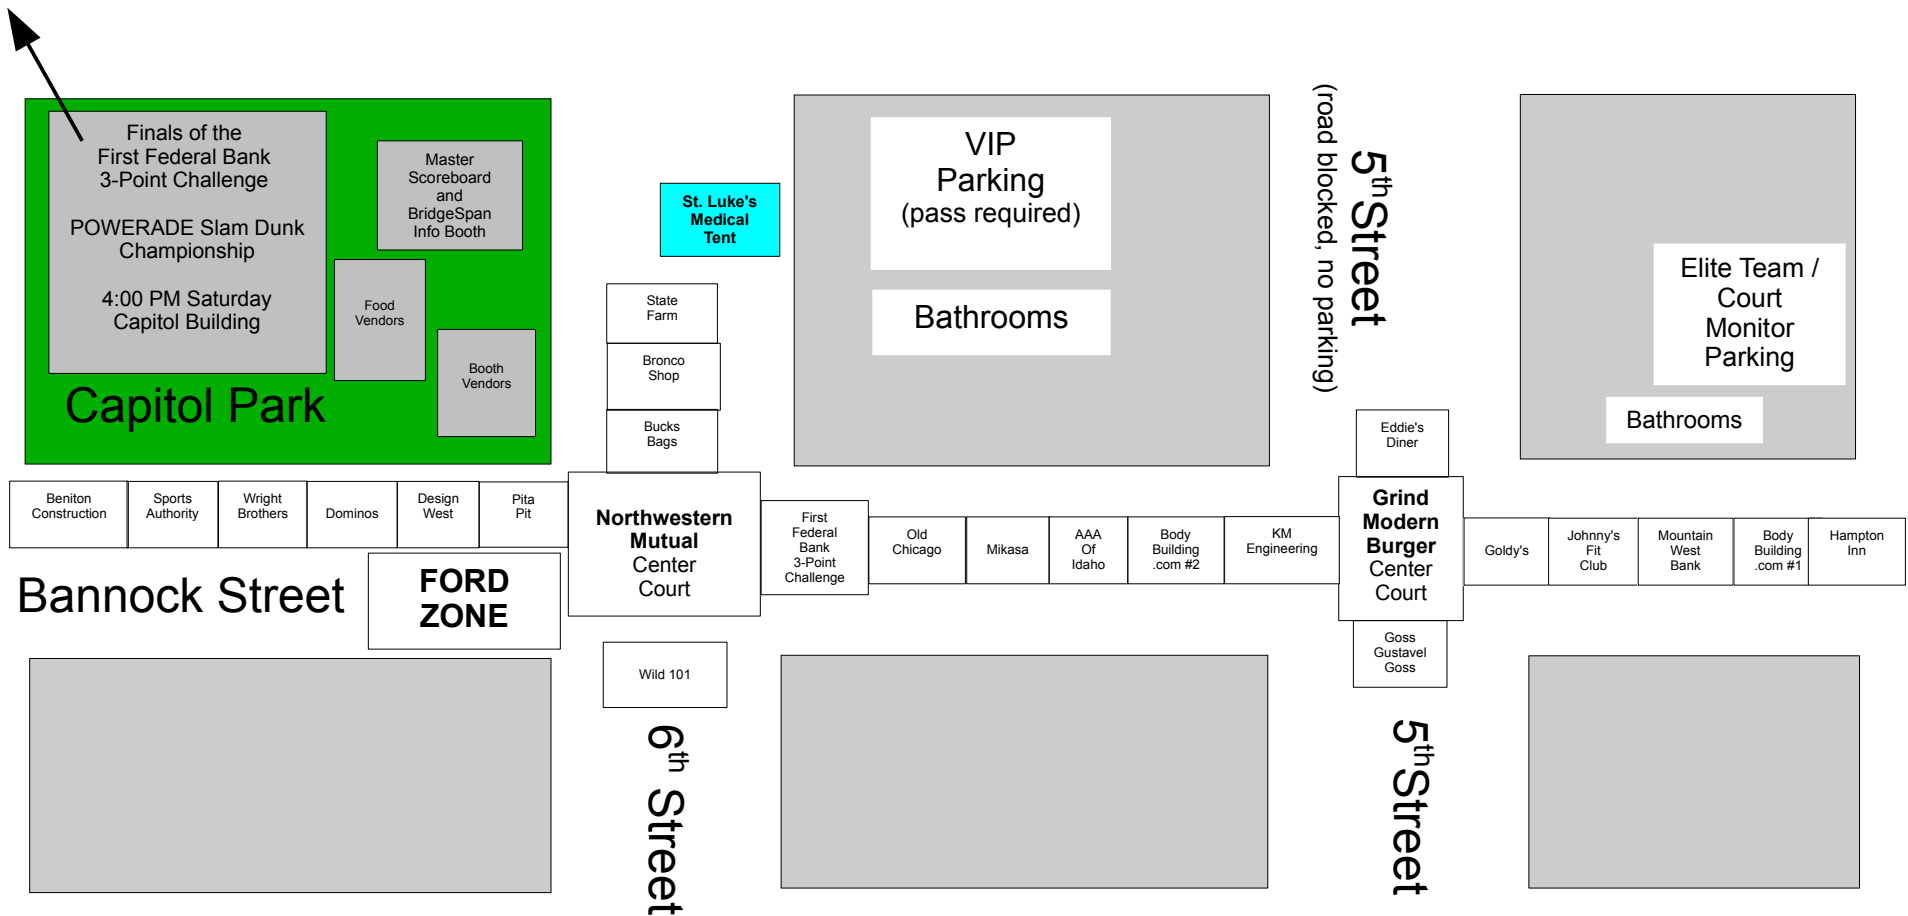 Finals of the
First Federal Bank
3-Point Challenge
POWERADE Slam Dunk
Championship
4:00 PM Saturday
Capitol Building
Master
Scoreboard
and
BridgeSpan
Info Booth
Food
Vendors
Booth
Vendors
Capitol Park
St. Luke's
Medical
Tent
State
Farm
Bronco
Shop
Bucks
Bags
VIP
Parking
(pass required)
Bathrooms
5th Street
(road blocked, no parking)
Elite Team /
Court
Monitor
Parking
Bathrooms
Eddie's
Diner
Beniton
Construction
Sports
Authority
Wright
Brothers
Dominos
Design
West
Pita
Pit
Northwestern
Mutual
Center
Court
First
Federal
Bank
3-Point
Challenge
Old
Chicago
Mikasa
AAA
Of
Idaho
Body
Building
.com #2
KM
Engineering
Grind
Modern
Burger
Center
Court
Goldy's
Johnny's
Fit
Club
Mountain
West
Bank
Body
Building
.com #1
Hampton
Inn
Bannock Street
FORD
ZONE
Wild 101
Goss
Gustavel
Goss
6th Street
5th Street